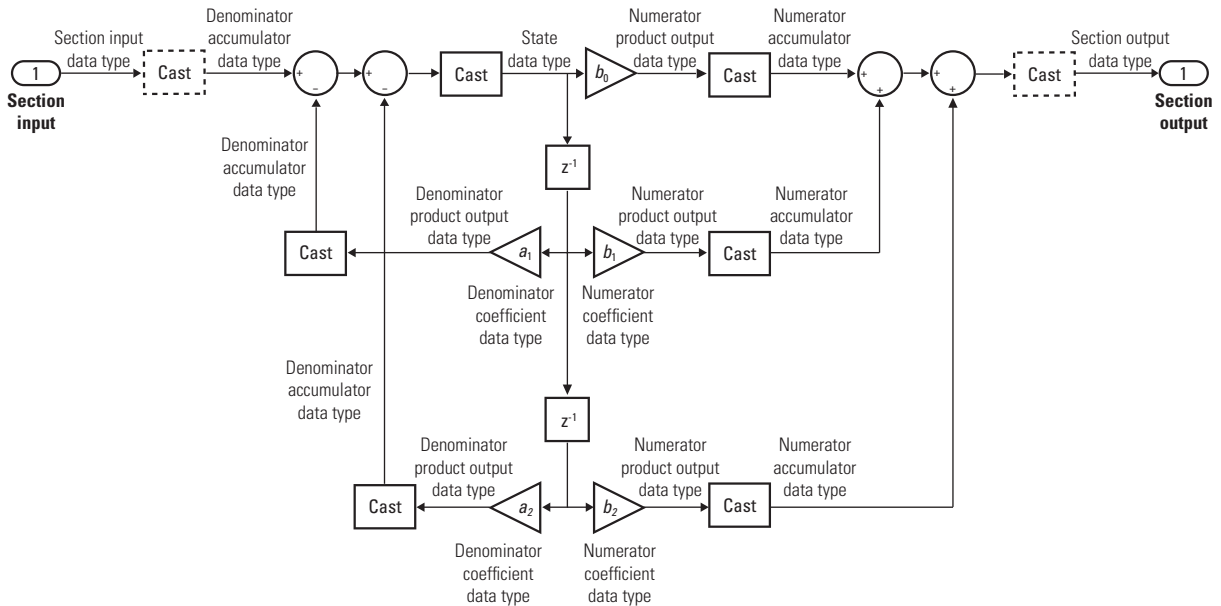 Section input
data type
Denominator
accumulator
data type
State
data type
Numerator
product output
data type
Numerator
accumulator
data type
Section output
data type
1
Section
input
Cast
+
−
+
−
Cast
b0
Cast
+
+
+
+
Cast
1
Section
output
Denominator
accumulator
data type
z-1
Denominator
product output
data type
Numerator
product output
data type
Numerator
accumulator
data type
Cast
a1
b1
Cast
Denominator
coefficient
data type
Numerator
coefficient
data type
Denominator
accumulator
data type
z-1
Denominator
product output
data type
Numerator
product output
data type
Numerator
accumulator
data type
Cast
a2
b2
Cast
Denominator
coefficient
data type
Numerator
coefficient
data type